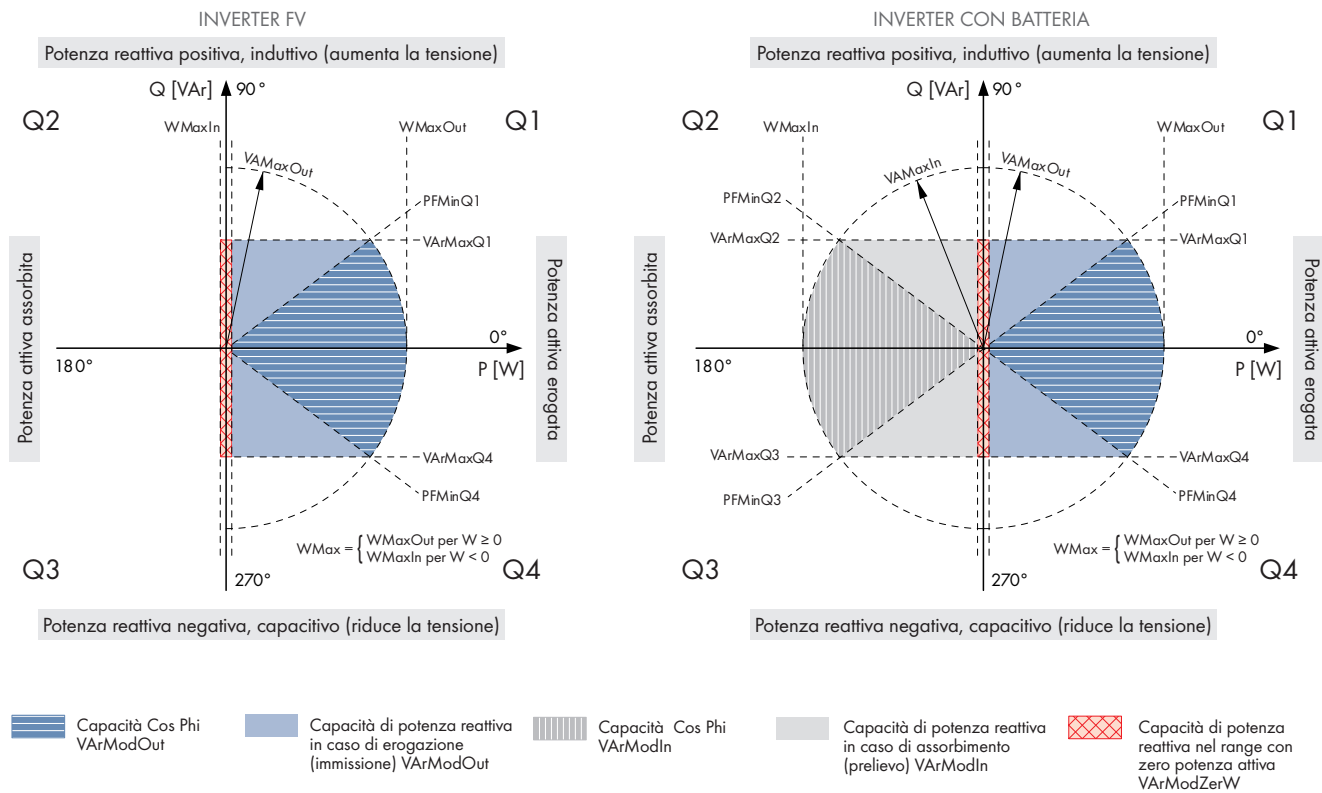 INVERTER FV
Potenza reattiva positiva, induttivo (aumenta la tensione)
Q [VAr]
90°
Q2
Q1
WMaxIn
WMaxOut
VAMaxOut
PFMinQ1
VArMaxQ1
Potenza attiva assorbita
Potenza attiva erogata
0°
180°
P [W]
VArMaxQ4
PFMinQ4
WMax = { WMaxOut per W ≥ 0
WMaxIn per W < 0
Q3
Q4
270°
Potenza reattiva negativa, capacitivo (riduce la tensione)
INVERTER CON BATTERIA
Potenza reattiva positiva, induttivo (aumenta la tensione)
Q [VAr]
90°
Q2
Q1
WMaxIn
WMaxOut
VAMaxIn
VAMaxOut
PFMinQ2
PFMinQ1
VArMaxQ2
VArMaxQ1
Potenza attiva assorbita
Potenza attiva erogata
0°
180°
P [W]
VArMaxQ3
VArMaxQ4
PFMinQ3
PFMinQ4
WMax = { WMaxOut per W ≥ 0
WMaxIn per W < 0
Q3
Q4
270°
Potenza reattiva negativa, capacitivo (riduce la tensione)
Capacità Cos Phi
VArModOut
Capacità di potenza reattiva
in caso di erogazione
(immissione) VArModOut
Capacità Cos Phi
VArModIn
Capacità di potenza reattiva
in caso di assorbimento
(prelievo) VArModIn
Capacità di potenza
reattiva nel range con
zero potenza attiva
VArModZerW